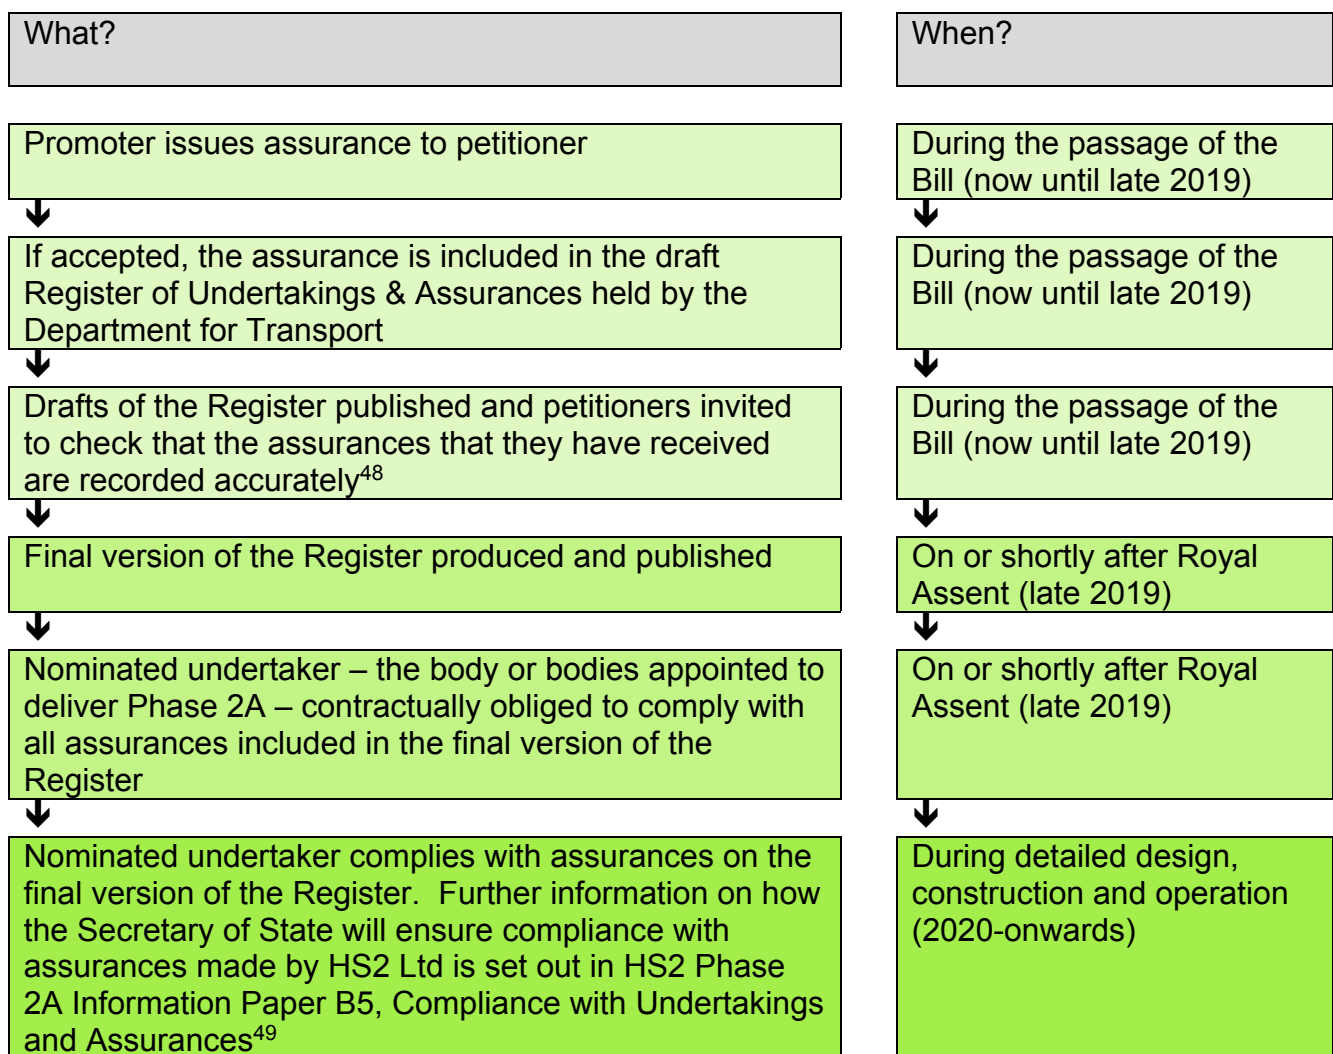 What?
When?
Promoter issues assurance to petitioner
During the passage of the
Bill (now until late 2019)
If accepted, the assurance is included in the draft
Register of Undertakings & Assurances held by the
Department for Transport
During the passage of the
Bill (now until late 2019)
Drafts of the Register published and petitioners invited
to check that the assurances that they have received
are recorded accurately48
During the passage of the
Bill (now until late 2019)
Final version of the Register produced and published
On or shortly after Royal
Assent (late 2019)
Nominated undertaker – the body or bodies appointed to
deliver Phase 2A – contractually obliged to comply with
all assurances included in the final version of the
Register
On or shortly after Royal
Assent (late 2019)
Nominated undertaker complies with assurances on the
final version of the Register.  Further information on how
the Secretary of State will ensure compliance with
assurances made by HS2 Ltd is set out in HS2 Phase
2A Information Paper B5, Compliance with Undertakings
and Assurances49
During detailed design,
construction and operation
(2020-onwards)